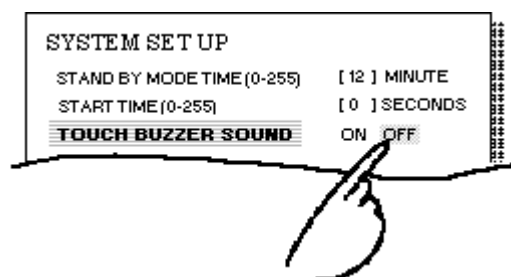 SYSTEM SET UP
STAND BY MODE TIME (0-255) [ 12 ] MINUTE
START TIME (0-255) [ 0 ] SECONDS
TOUCH BUZZER SOUND ON OFF